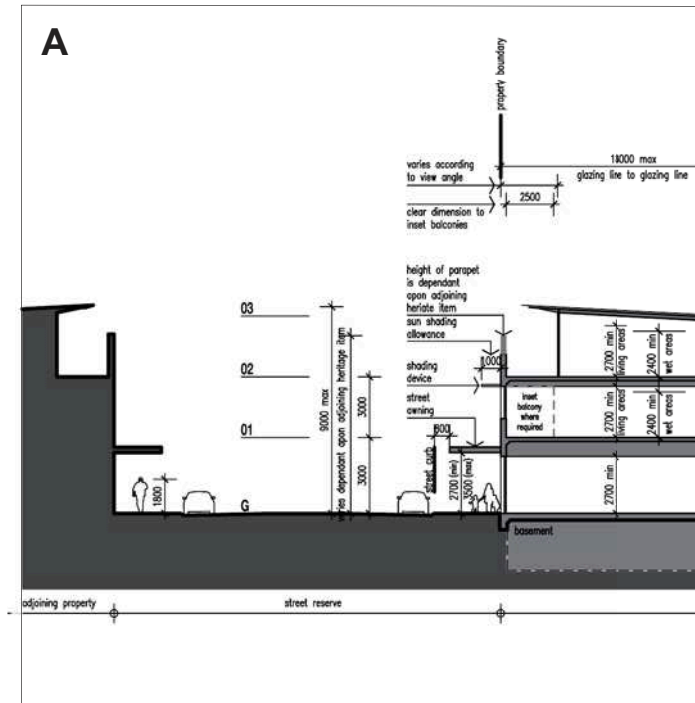 A
property boundary
varies according
to view angle
18000 max
glazing line to glazing line
2500
clear dimension to
inset balconies
height of parapet
is dependant
apon adjoining
heriate item
sun shading
allowance
1000
shading
device
street
awning
600
street curb
2700 (min)
3500 (max)
03
02
01
G
9000 max
varies dependant apon adjoining heritage item
3000
3000
1800
inset
balcony
where
required
2700 min
living areas
2400 min
wet areas
2700 min
living areas
2400 min
wet areas
2700 min
basement
adjoining property
street reserve